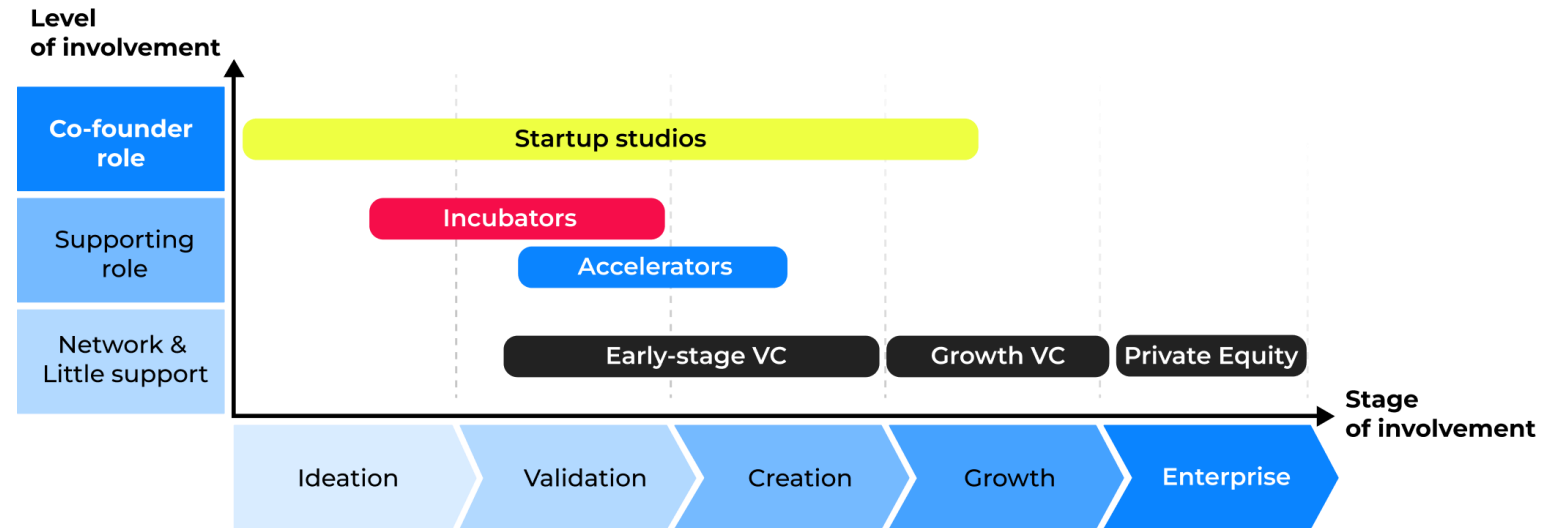 Level
of involvement
Co-founder
role
Startup studios
Incubators
Supporting
role
Accelerators
Network &
Little support
Early-stage VC
Growth VC
Private Equity
Stage
of involvement
Ideation
Validation
Creation
Growth
Enterprise